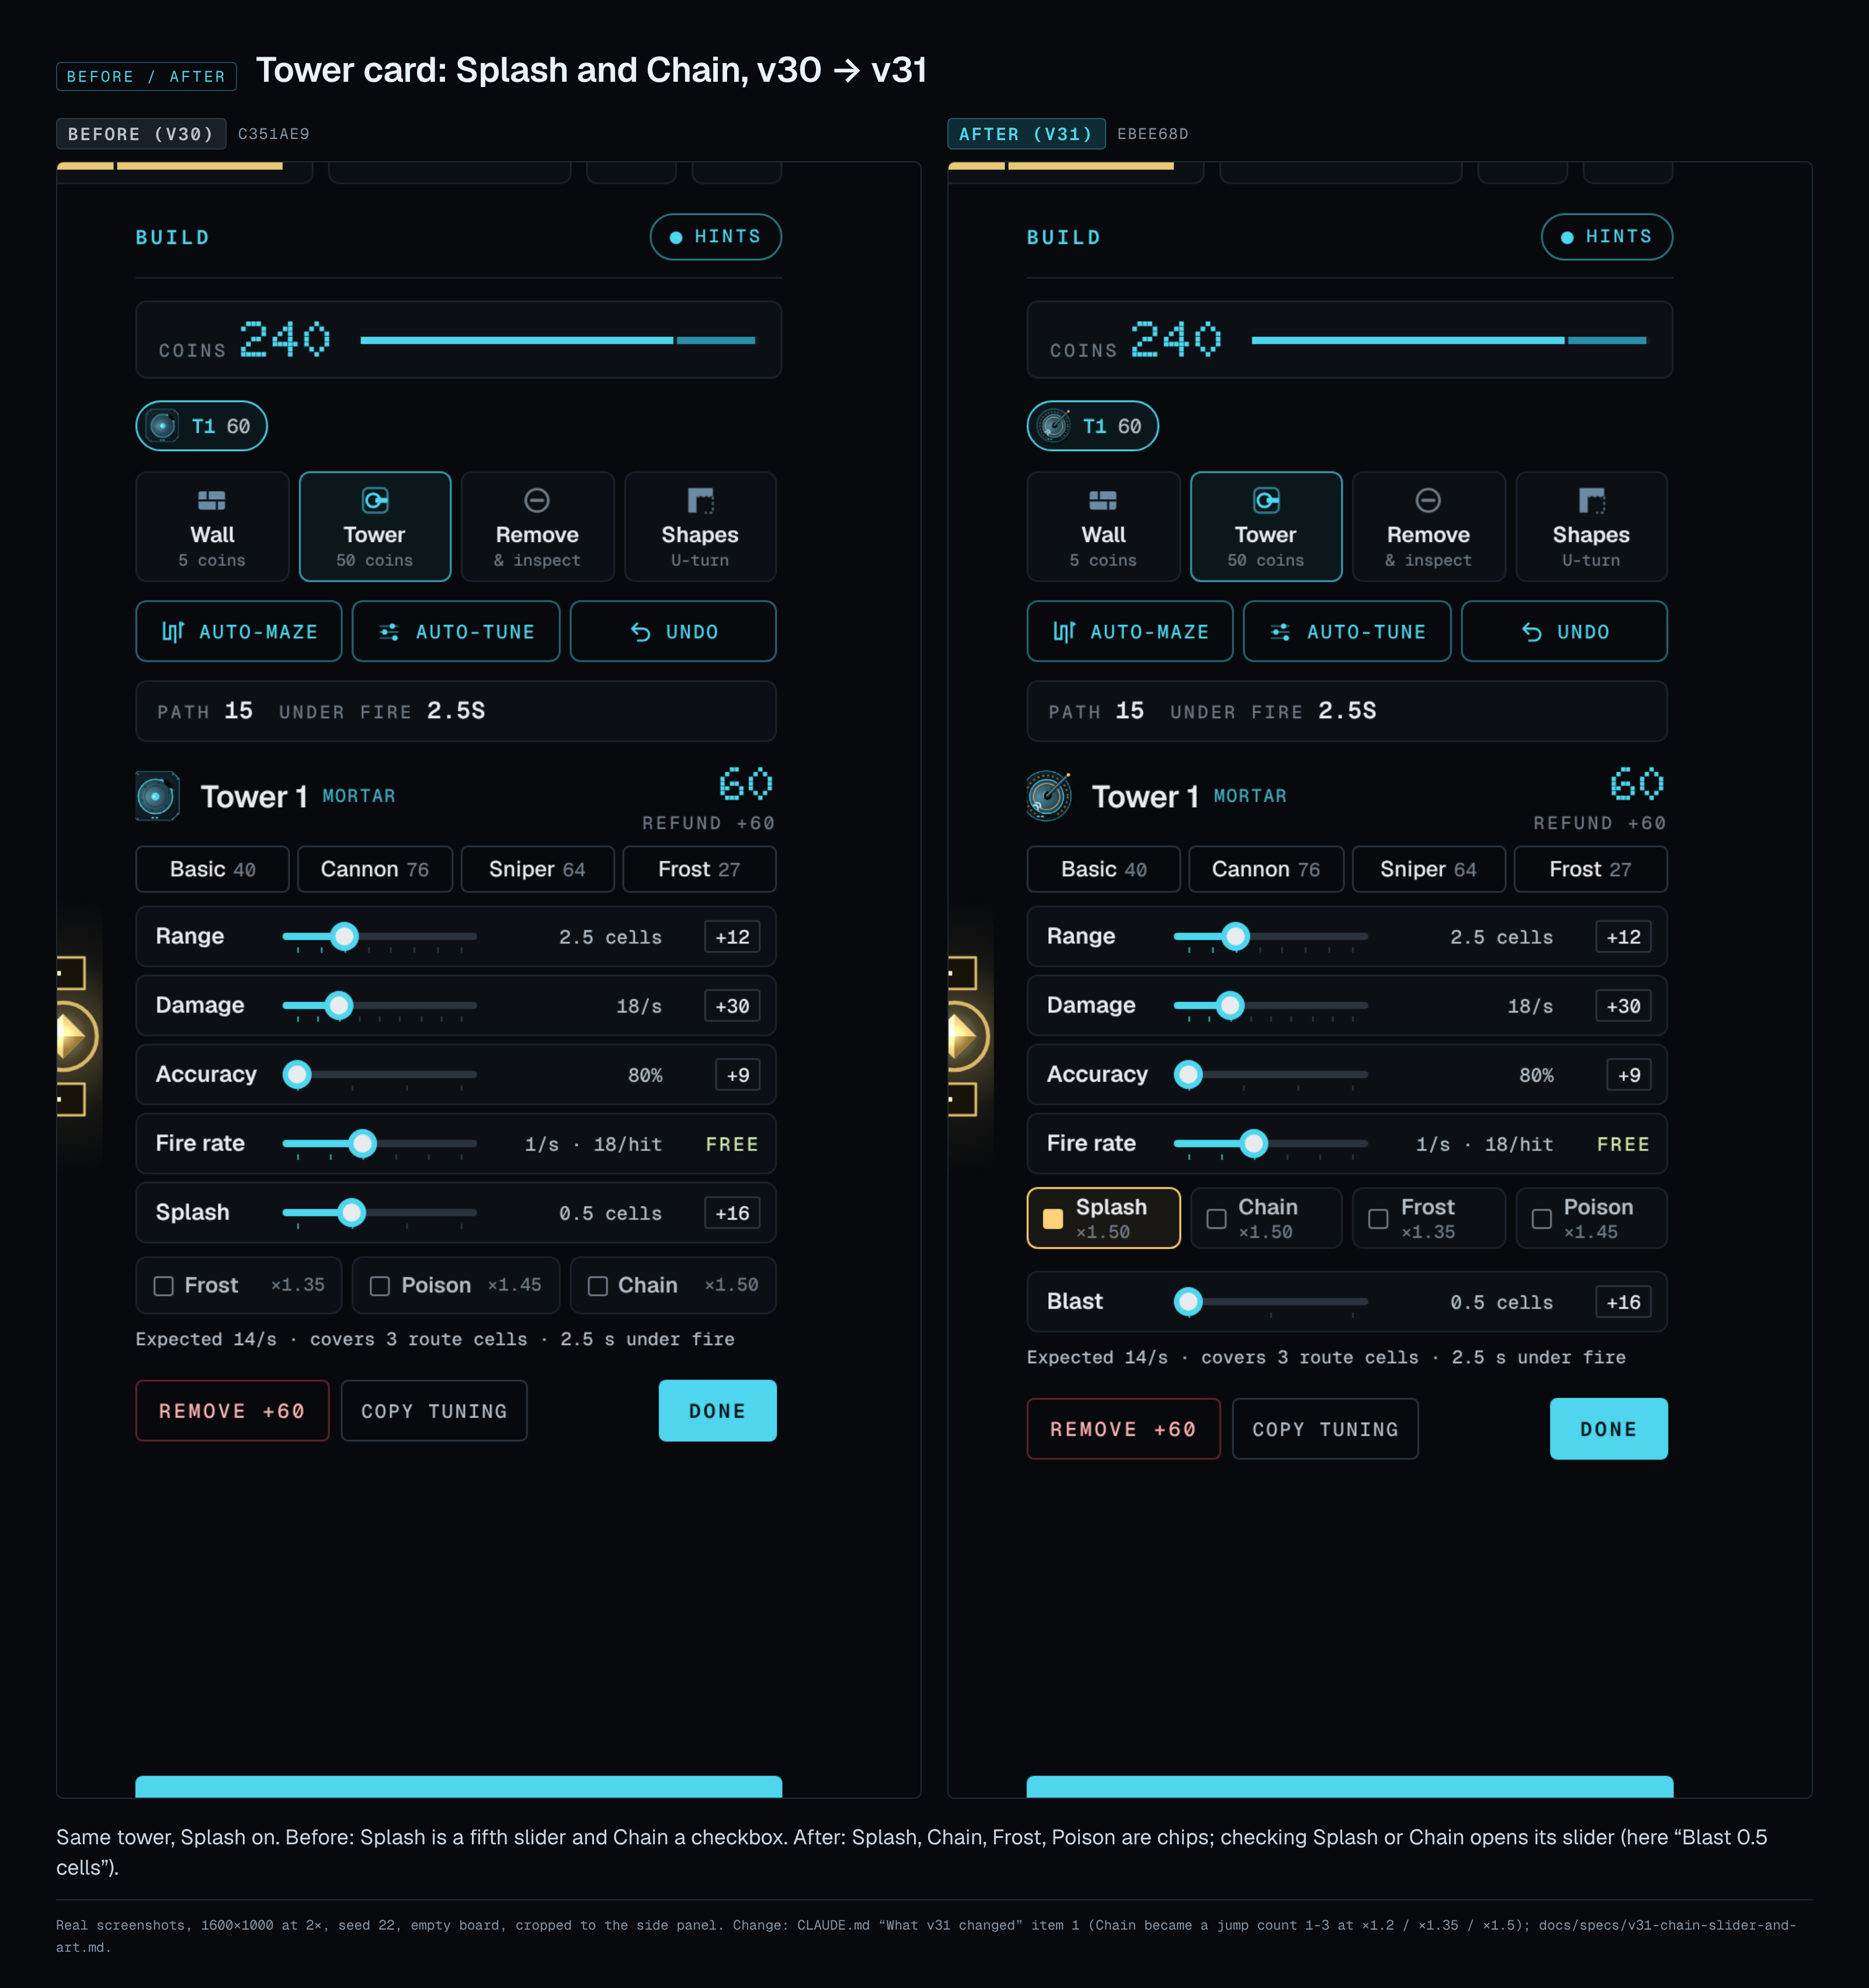 BEFORE / AFTER Tower card: Splash and Chain, v30 → v31
BEFORE (V30) C351AE9
BUILD HINTS
COINS 240
T1 60
Wall Tower Remove Shapes
5 coins 50 coins & inspect U-turn
AUTO-MAZE AUTO-TUNE UNDO
PATH 15 UNDER FIRE 2.5S
Tower 1 MORTAR 60
REFUND +60
Basic 40 Cannon 76 Sniper 64 Frost 27
Range 2.5 cells +12
Damage 18/s +30
Accuracy 80% +9
Fire rate 1/s · 18/hit FREE
Splash 0.5 cells +16
Frost ×1.35 Poison ×1.45 Chain ×1.50
Expected 14/s · covers 3 route cells · 2.5 s under fire
REMOVE +60 COPY TUNING DONE
AFTER (V31) EBEE68D
BUILD HINTS
COINS 240
T1 60
Wall Tower Remove Shapes
5 coins 50 coins & inspect U-turn
AUTO-MAZE AUTO-TUNE UNDO
PATH 15 UNDER FIRE 2.5S
Tower 1 MORTAR 60
REFUND +60
Basic 40 Cannon 76 Sniper 64 Frost 27
Range 2.5 cells +12
Damage 18/s +30
Accuracy 80% +9
Fire rate 1/s · 18/hit FREE
Splash Chain Frost Poison
×1.50 ×1.50 ×1.35 ×1.45
Blast 0.5 cells +16
Expected 14/s · covers 3 route cells · 2.5 s under fire
REMOVE +60 COPY TUNING DONE
Same tower, Splash on. Before: Splash is a fifth slider and Chain a checkbox. After: Splash, Chain, Frost, Poison are chips; checking Splash or Chain opens its slider (here “Blast 0.5
cells”).
Real screenshots, 1600×1000 at 2×, seed 22, empty board, cropped to the side panel. Change: CLAUDE.md “What v31 changed” item 1 (Chain became a jump count 1–3 at ×1.2 / ×1.35 / ×1.5); docs/specs/v31-chain-slider-and-
art.md.